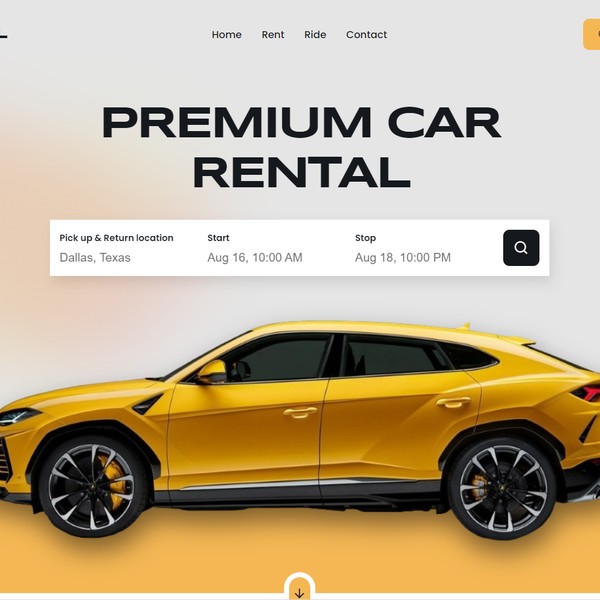 Home Rent Ride Contact
PREMIUM CAR
RENTAL
Pick up & Return location Start Stop
Dallas, Texas Aug 16, 10:00 AM Aug 18, 10:00 PM